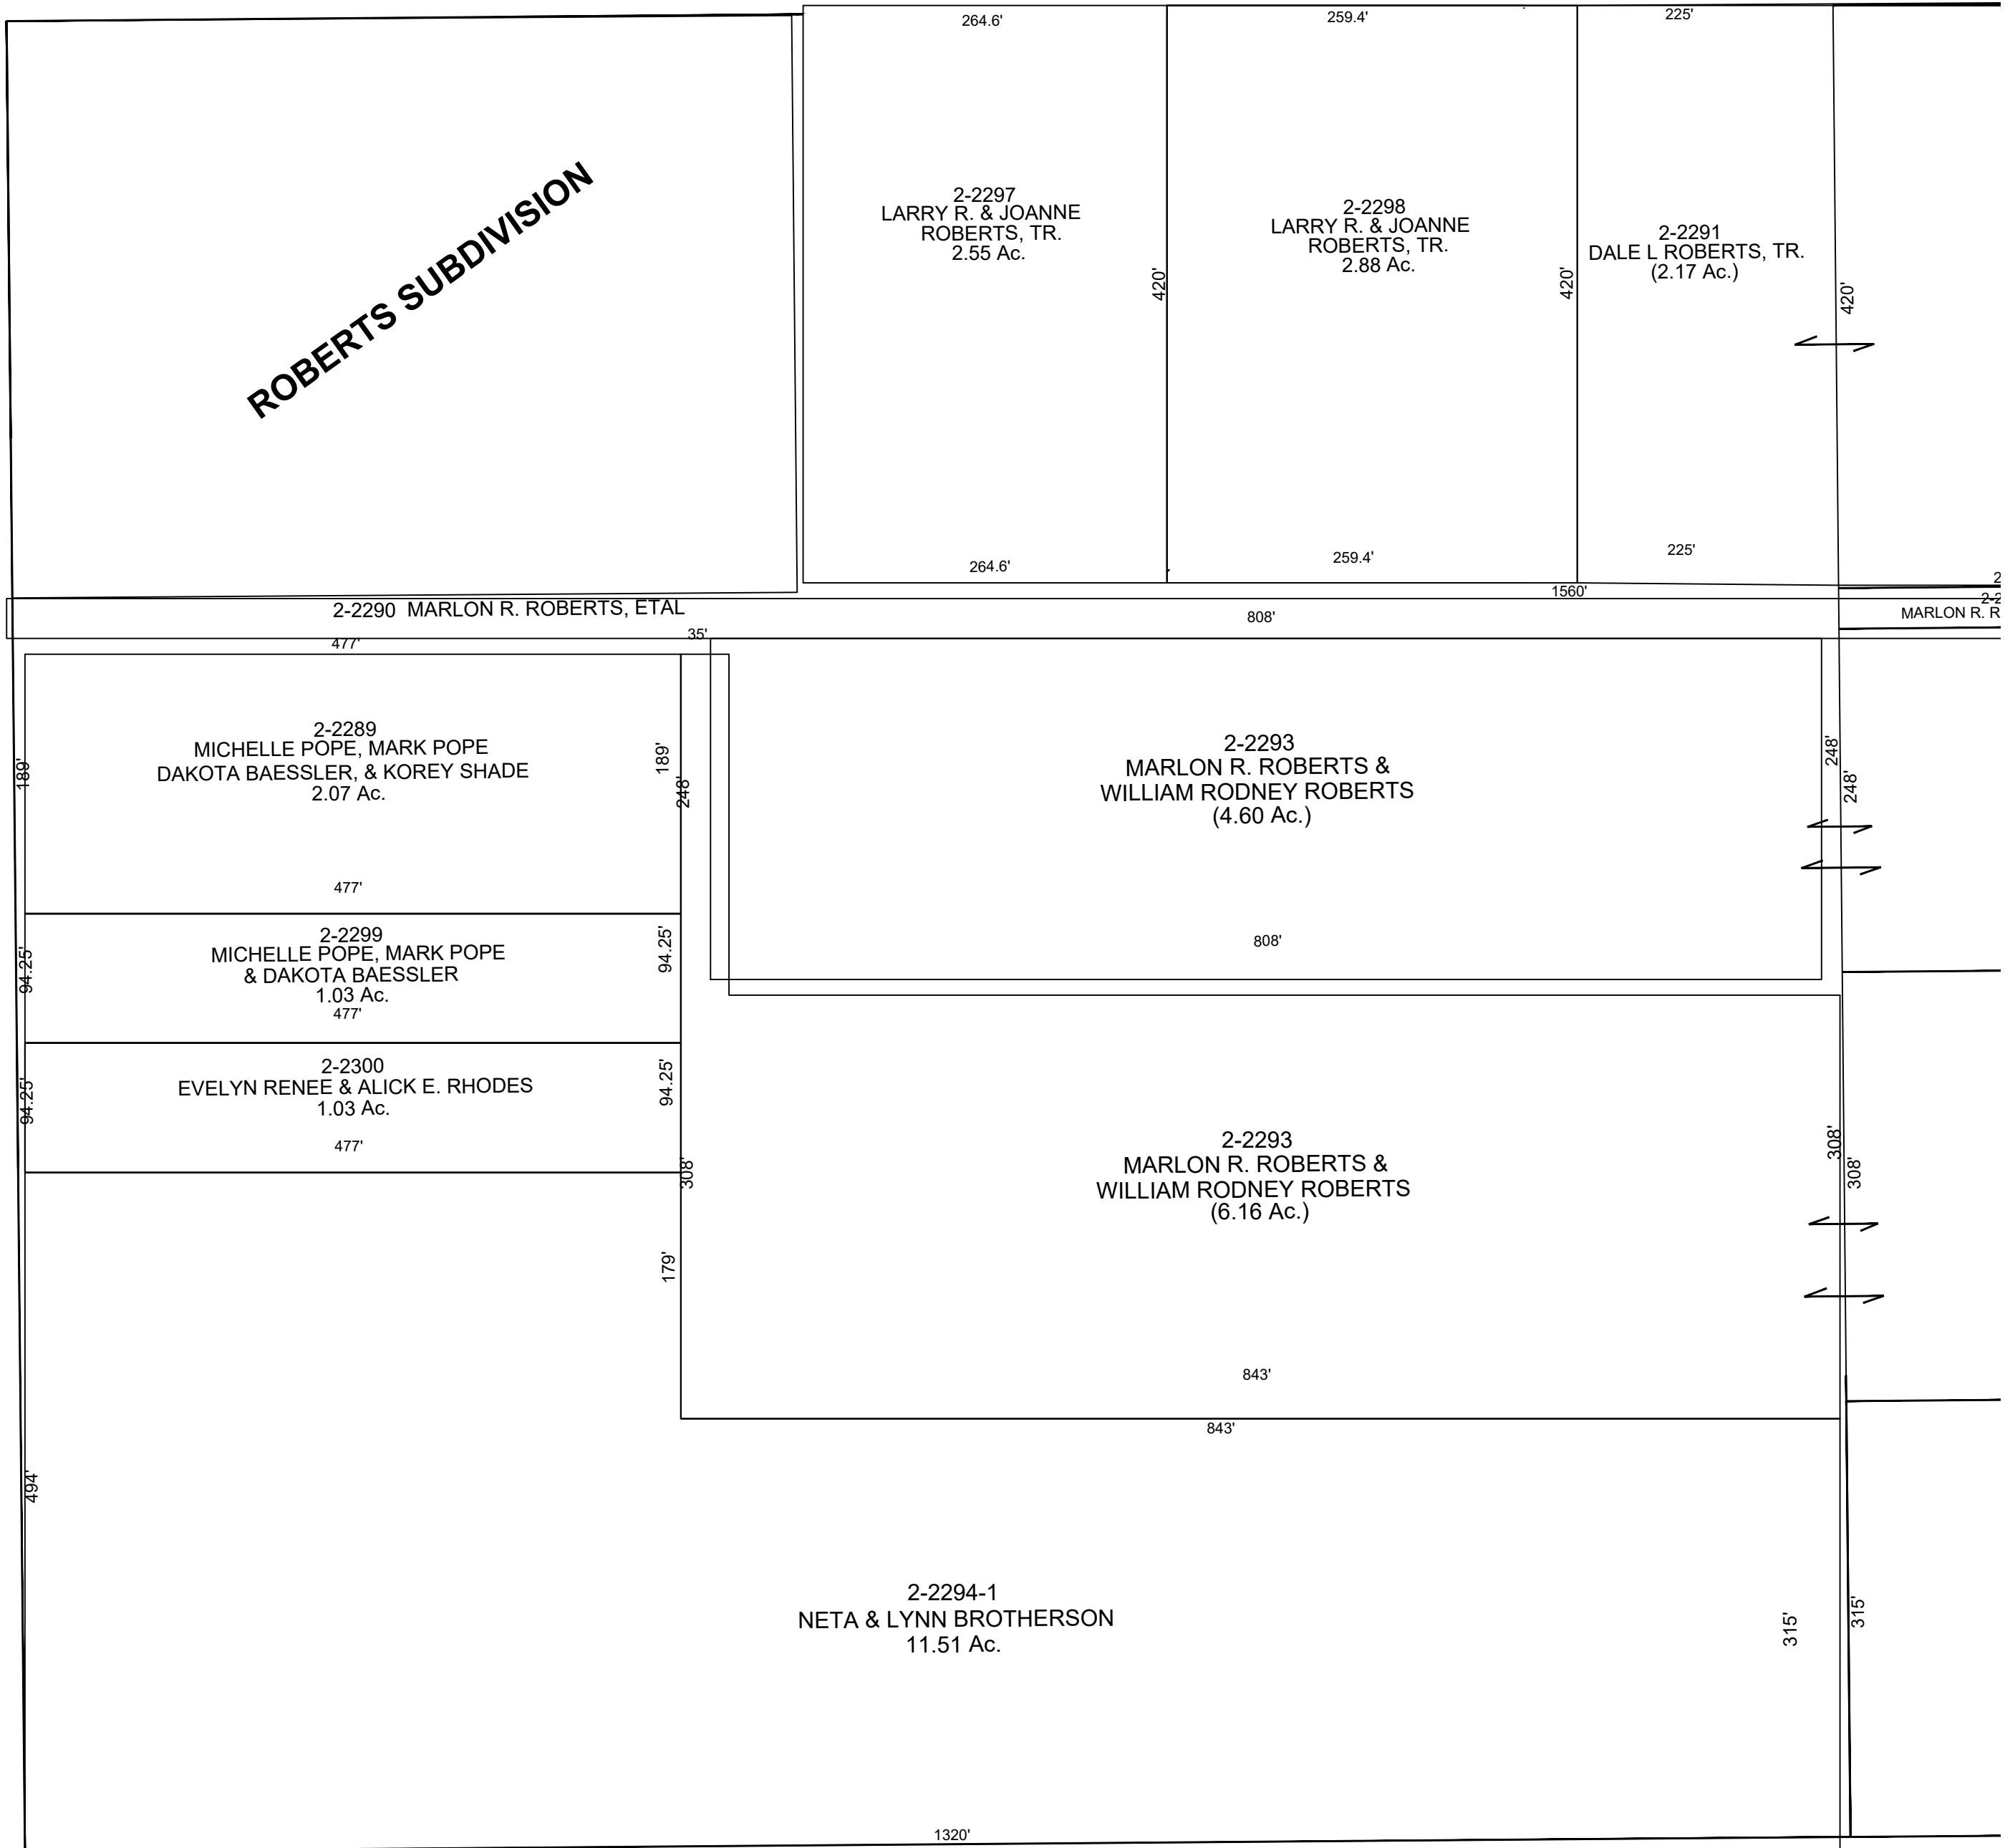 264.6'
259.4'
225'
ROBERTS SUBDIVISION
2-2297
LARRY R. & JOANNE
ROBERTS, TR.
2.55 Ac.
420'
2-2298
LARRY R. & JOANNE
ROBERTS, TR.
2.88 Ac.
420'
2-2291
DALE L ROBERTS, TR.
(2.17 Ac.)
420'
264.6'
259.4'
225'
1560'
2-2290 MARLON R. ROBERTS, ETAL
808'
MARLON R. R
35'
477'
2-2289
MICHELLE POPE, MARK POPE
DAKOTA BAESSLER, & KOREY SHADE
2.07 Ac.
189'
189'
248'
477'
2-2293
MARLON R. ROBERTS &
WILLIAM RODNEY ROBERTS
(4.60 Ac.)
248'
248'
808'
2-2299
MICHELLE POPE, MARK POPE
& DAKOTA BAESSLER
1.03 Ac.
477'
94.25'
94.25'
2-2300
EVELYN RENEE & ALICK E. RHODES
1.03 Ac.
477'
94.25'
94.25'
308'
179'
2-2293
MARLON R. ROBERTS &
WILLIAM RODNEY ROBERTS
(6.16 Ac.)
308'
308'
843'
843'
494'
2-2294-1
NETA & LYNN BROTHERSON
11.51 Ac.
315'
315'
1320'